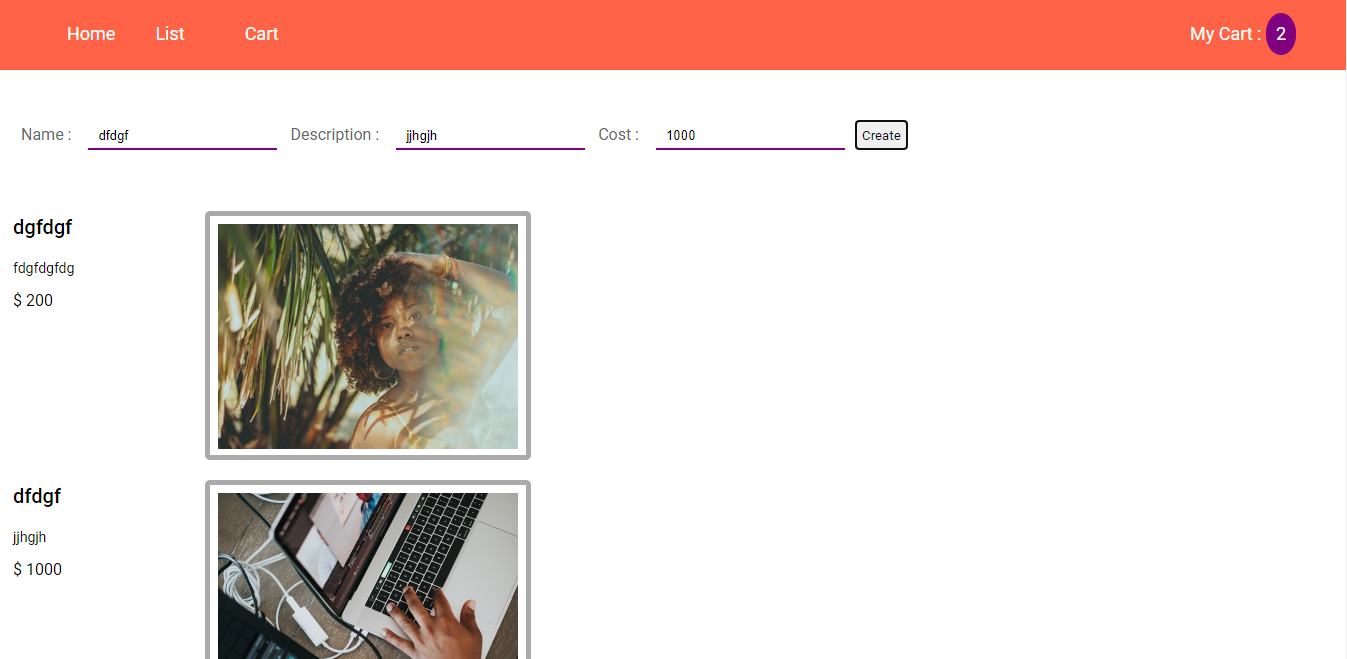 Home List Cart My Cart : 2
Name : dfdgf Description : jjhgjh Cost : 1000 Create
dgfdgf
fdgfdgfdg
$ 200
dfdgf
jjhgjh
$ 1000